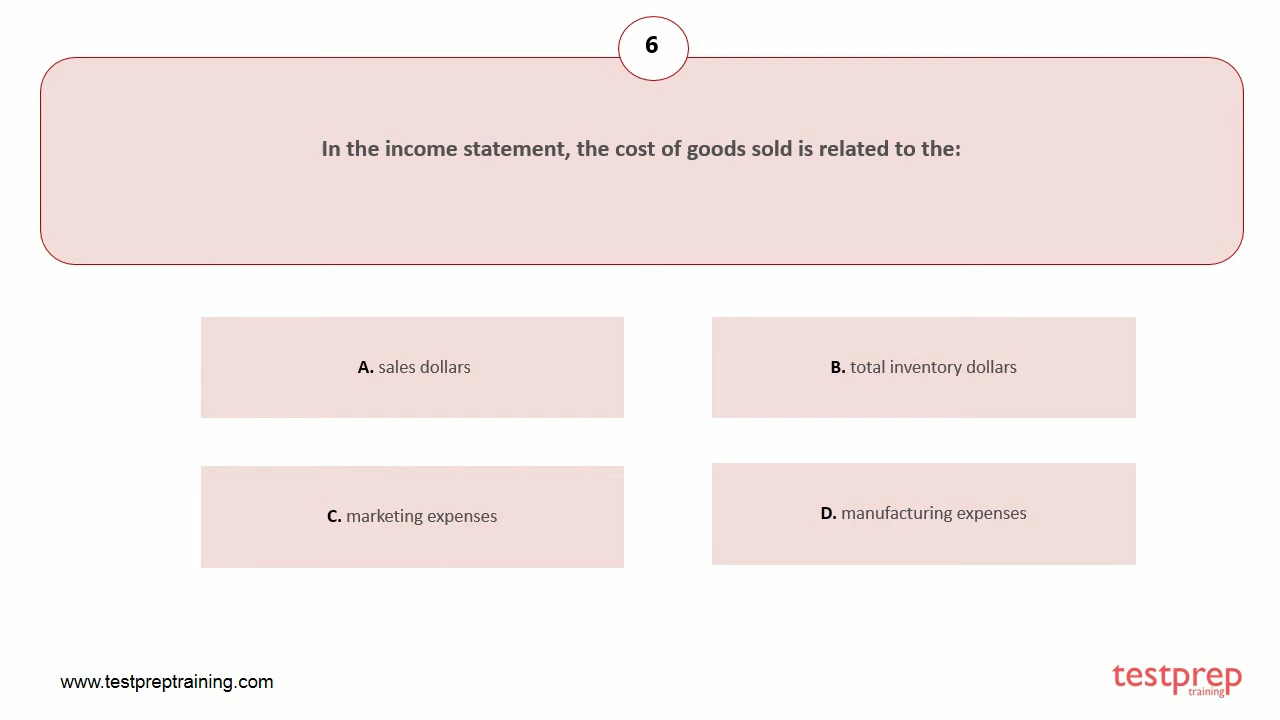 6
In the income statement, the cost of goods sold is related to the:
A. sales dollars
B. total inventory dollars
C. marketing expenses
D. manufacturing expenses
www.testpreptraining.com
testprep
training